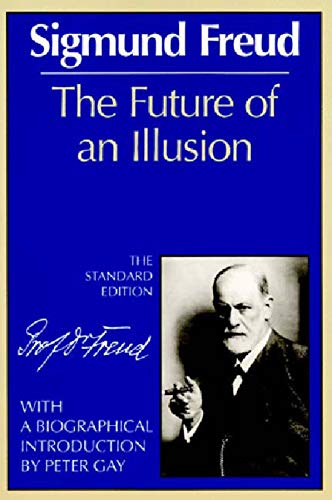 Sigmund Freud
The Future of
an Illusion
THE
STANDARD
EDITION
Prof Dr Freud
WITH
A BIOGRAPHICAL
INTRODUCTION
BY PETER GAY